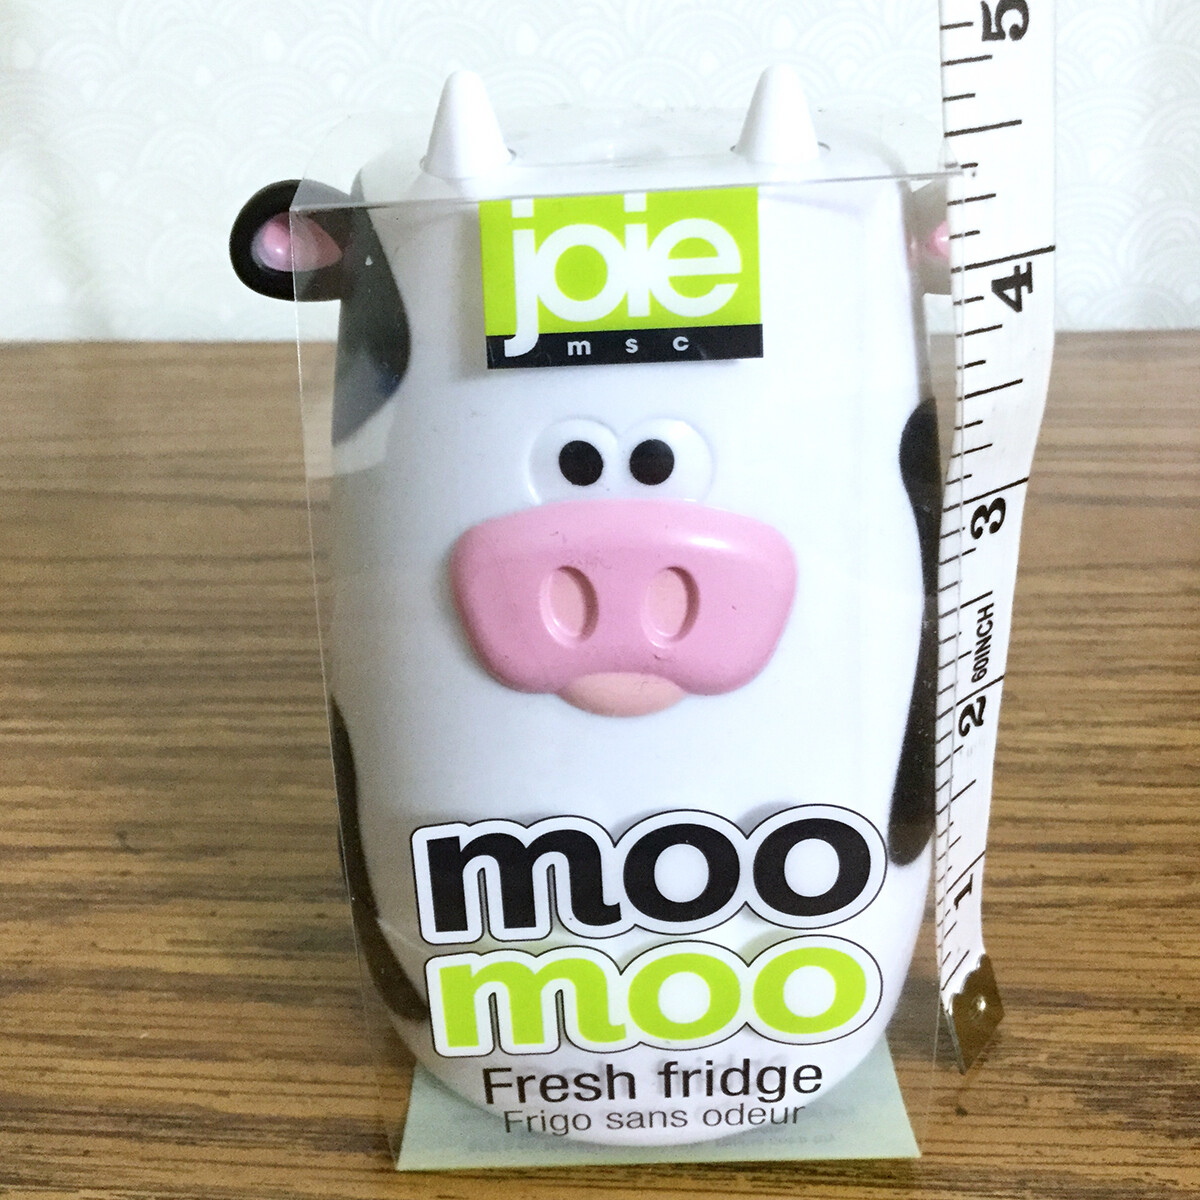 joie
msc
moo
moo
Fresh fridge
Frigo sans odeur
5
4
3
60INCH
2
1